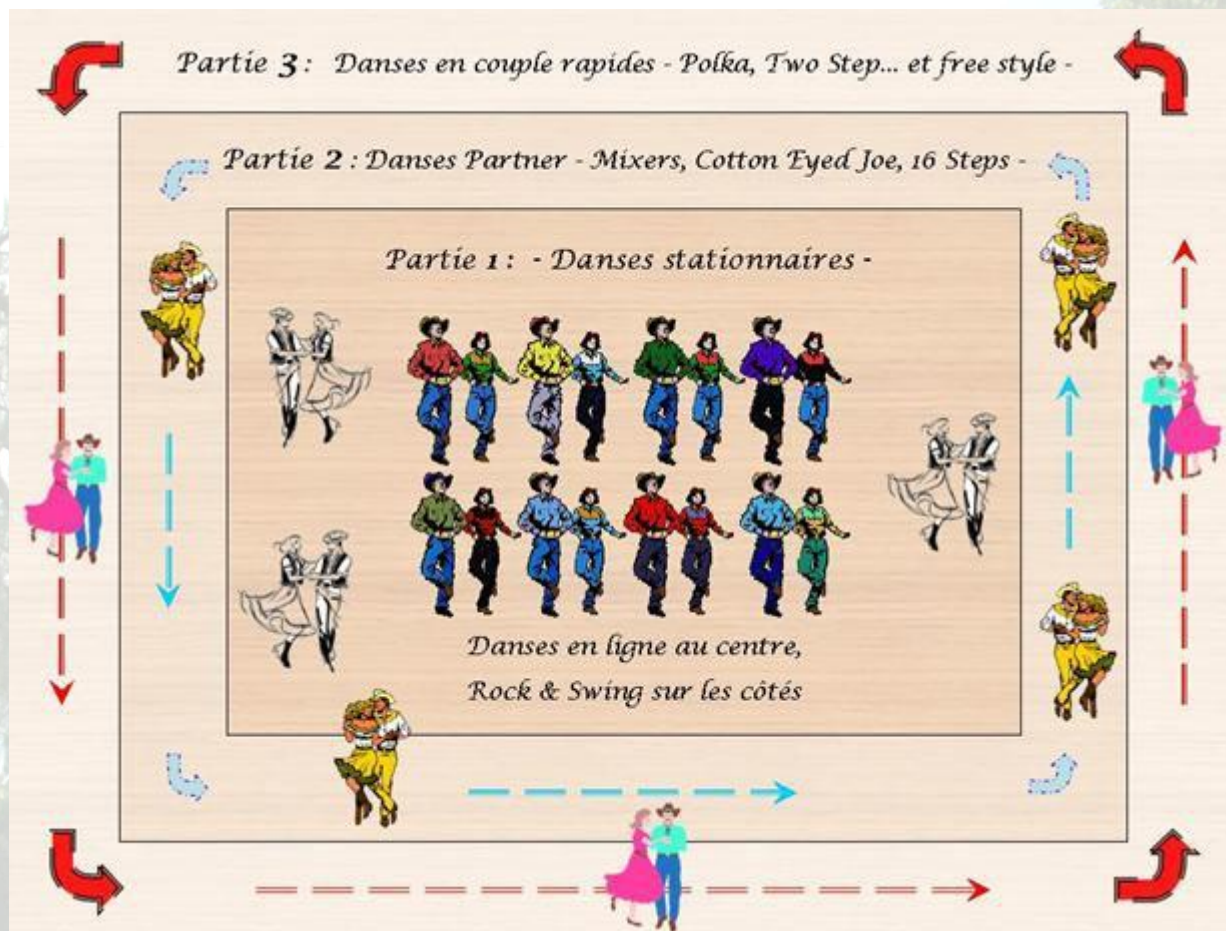 Partie 3 : Danses en couple rapides - Polka, Two Step... et free style -
Partie 2 : Danses Partner - Mixers, Cotton Eyed Joe, 16 Steps -
Partie 1 : - Danses stationnaires -
Danses en ligne au centre,
Rock & Swing sur les côtés